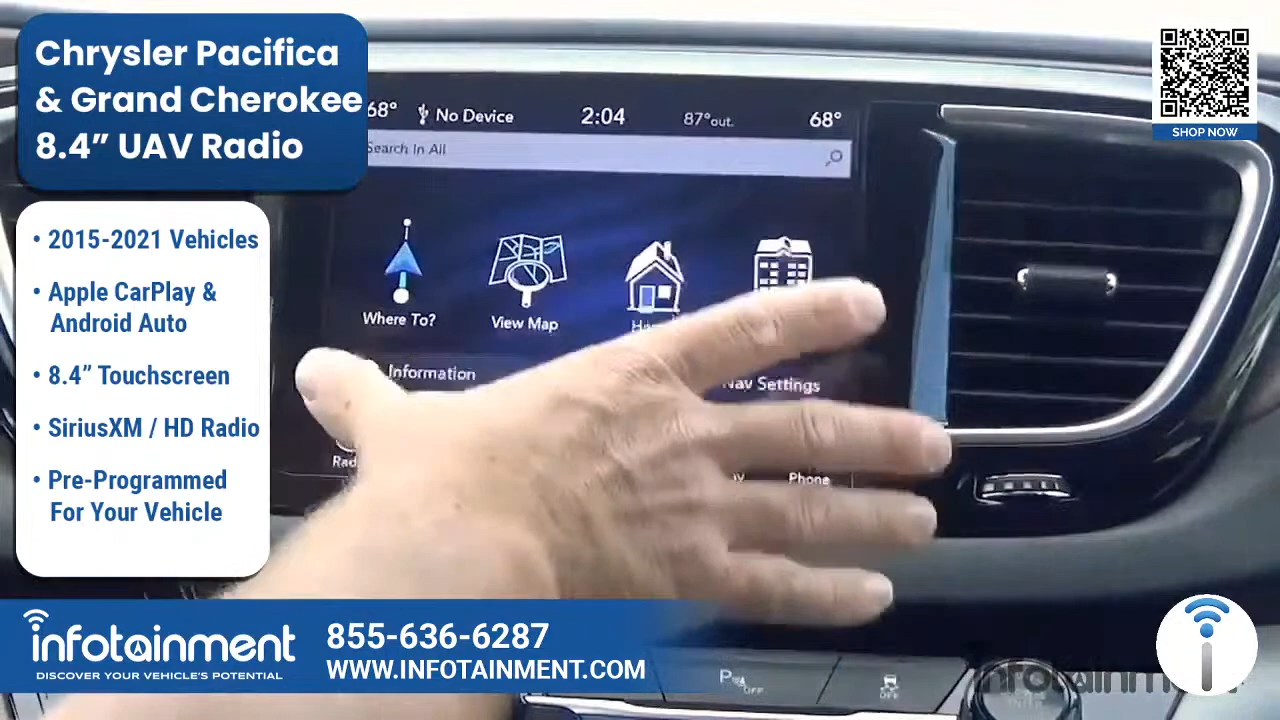 Chrysler Pacifica
& Grand Cherokee
8.4” UAV Radio
• 2015-2021 Vehicles
• Apple CarPlay &
Android Auto
• 8.4” Touchscreen
• SiriusXM / HD Radio
• Pre-Programmed
For Your Vehicle
68° No Device 2:04 87°out. 68°
Search In All
Where To? View Map
Information
Nav Settings
Phone
SHOP NOW
infotainment
DISCOVER YOUR VEHICLE'S POTENTIAL
855-636-6287
WWW.INFOTAINMENT.COM
P OFF
OFF